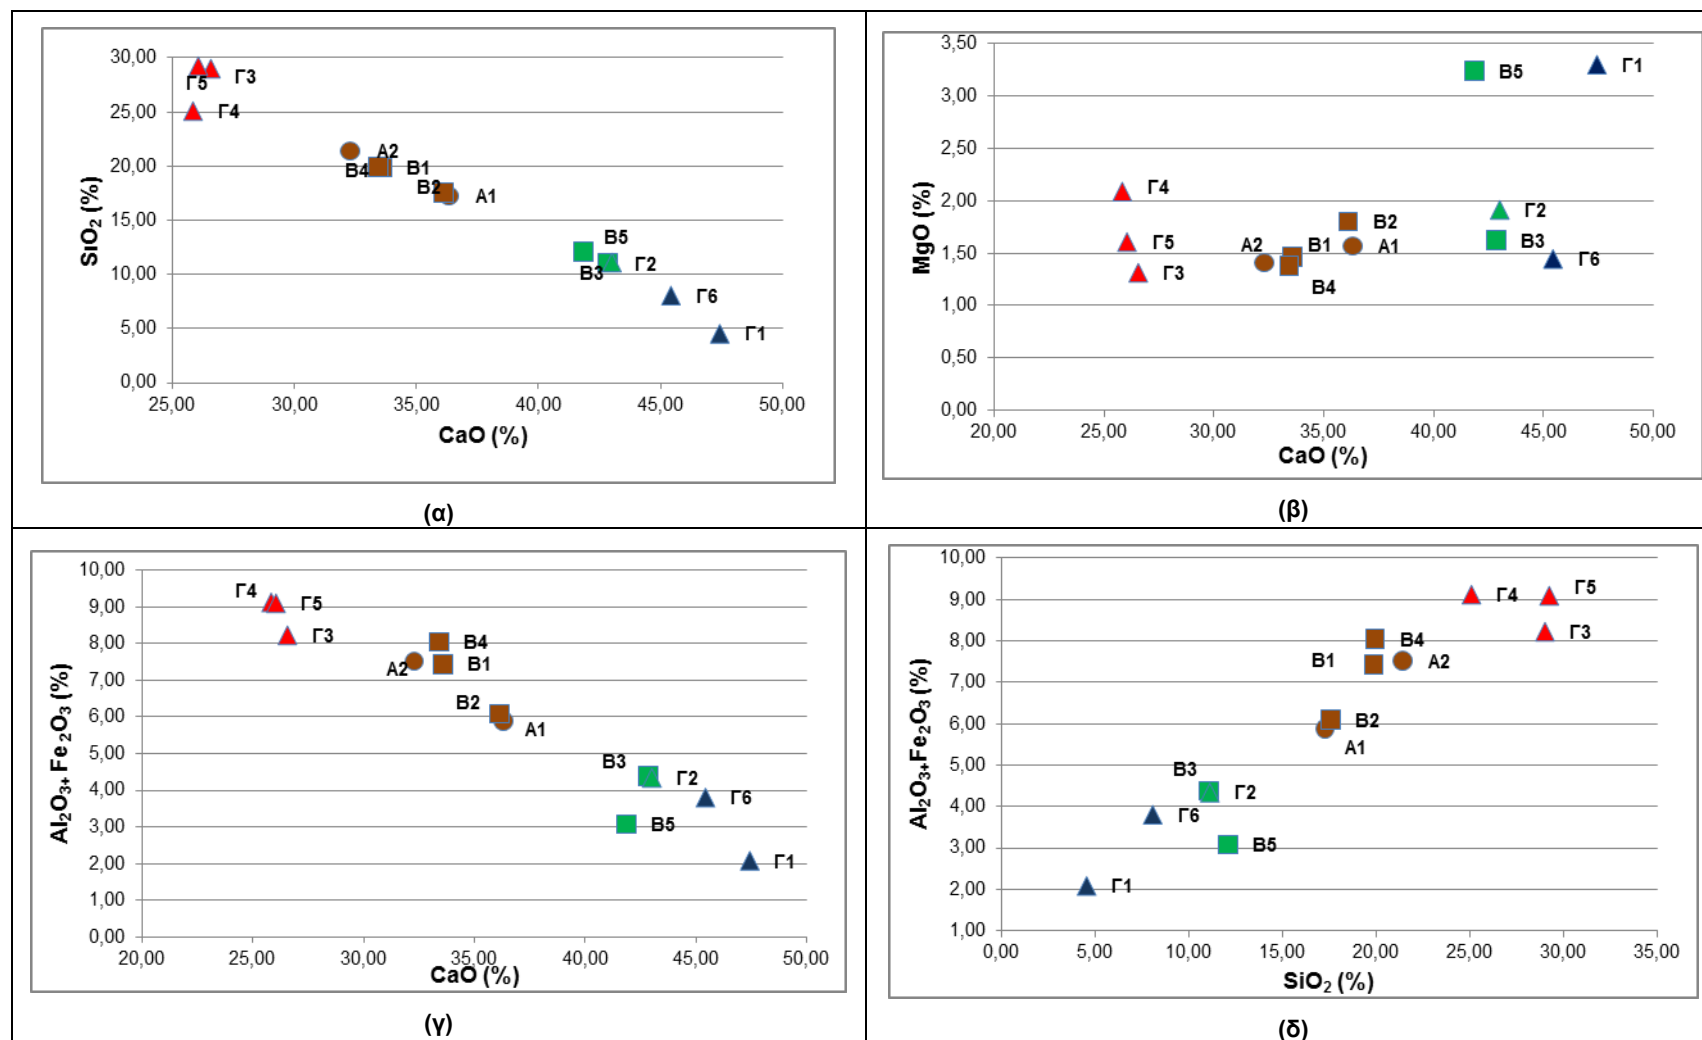 30,00
25,00
20,00
15,00
10,00
5,00
0,00
SiO₂ (%)
Γ5
Γ3
Γ4
A2
B4
B1
B2
A1
B5
B3
Γ2
Γ6
Γ1
25,00 30,00 35,00 40,00 45,00 50,00
CaO (%)
(α)
3,50
3,00
2,50
2,00
1,50
1,00
0,50
0,00
MgO (%)
B5
Γ1
Γ4
Γ2
B2
Γ5
A2
B1
A1
B3
Γ6
Γ3
B4
20,00 25,00 30,00 35,00 40,00 45,00 50,00
CaO (%)
(β)
10,00
9,00
8,00
7,00
6,00
5,00
4,00
3,00
2,00
1,00
0,00
Al₂O₃₊Fe₂O₃ (%)
Γ4
Γ5
Γ3
B4
A2
B1
B2
A1
B3
Γ2
Γ6
B5
Γ1
20,00 25,00 30,00 35,00 40,00 45,00 50,00
CaO (%)
(γ)
10,00
9,00
8,00
7,00
6,00
5,00
4,00
3,00
2,00
1,00
Al₂O₃₊Fe₂O₃ (%)
Γ4
Γ5
Γ3
B4
B1
A2
B2
A1
B3
Γ2
Γ6
B5
Γ1
0,00 5,00 10,00 15,00 20,00 25,00 30,00 35,00
SiO₂ (%)
(δ)